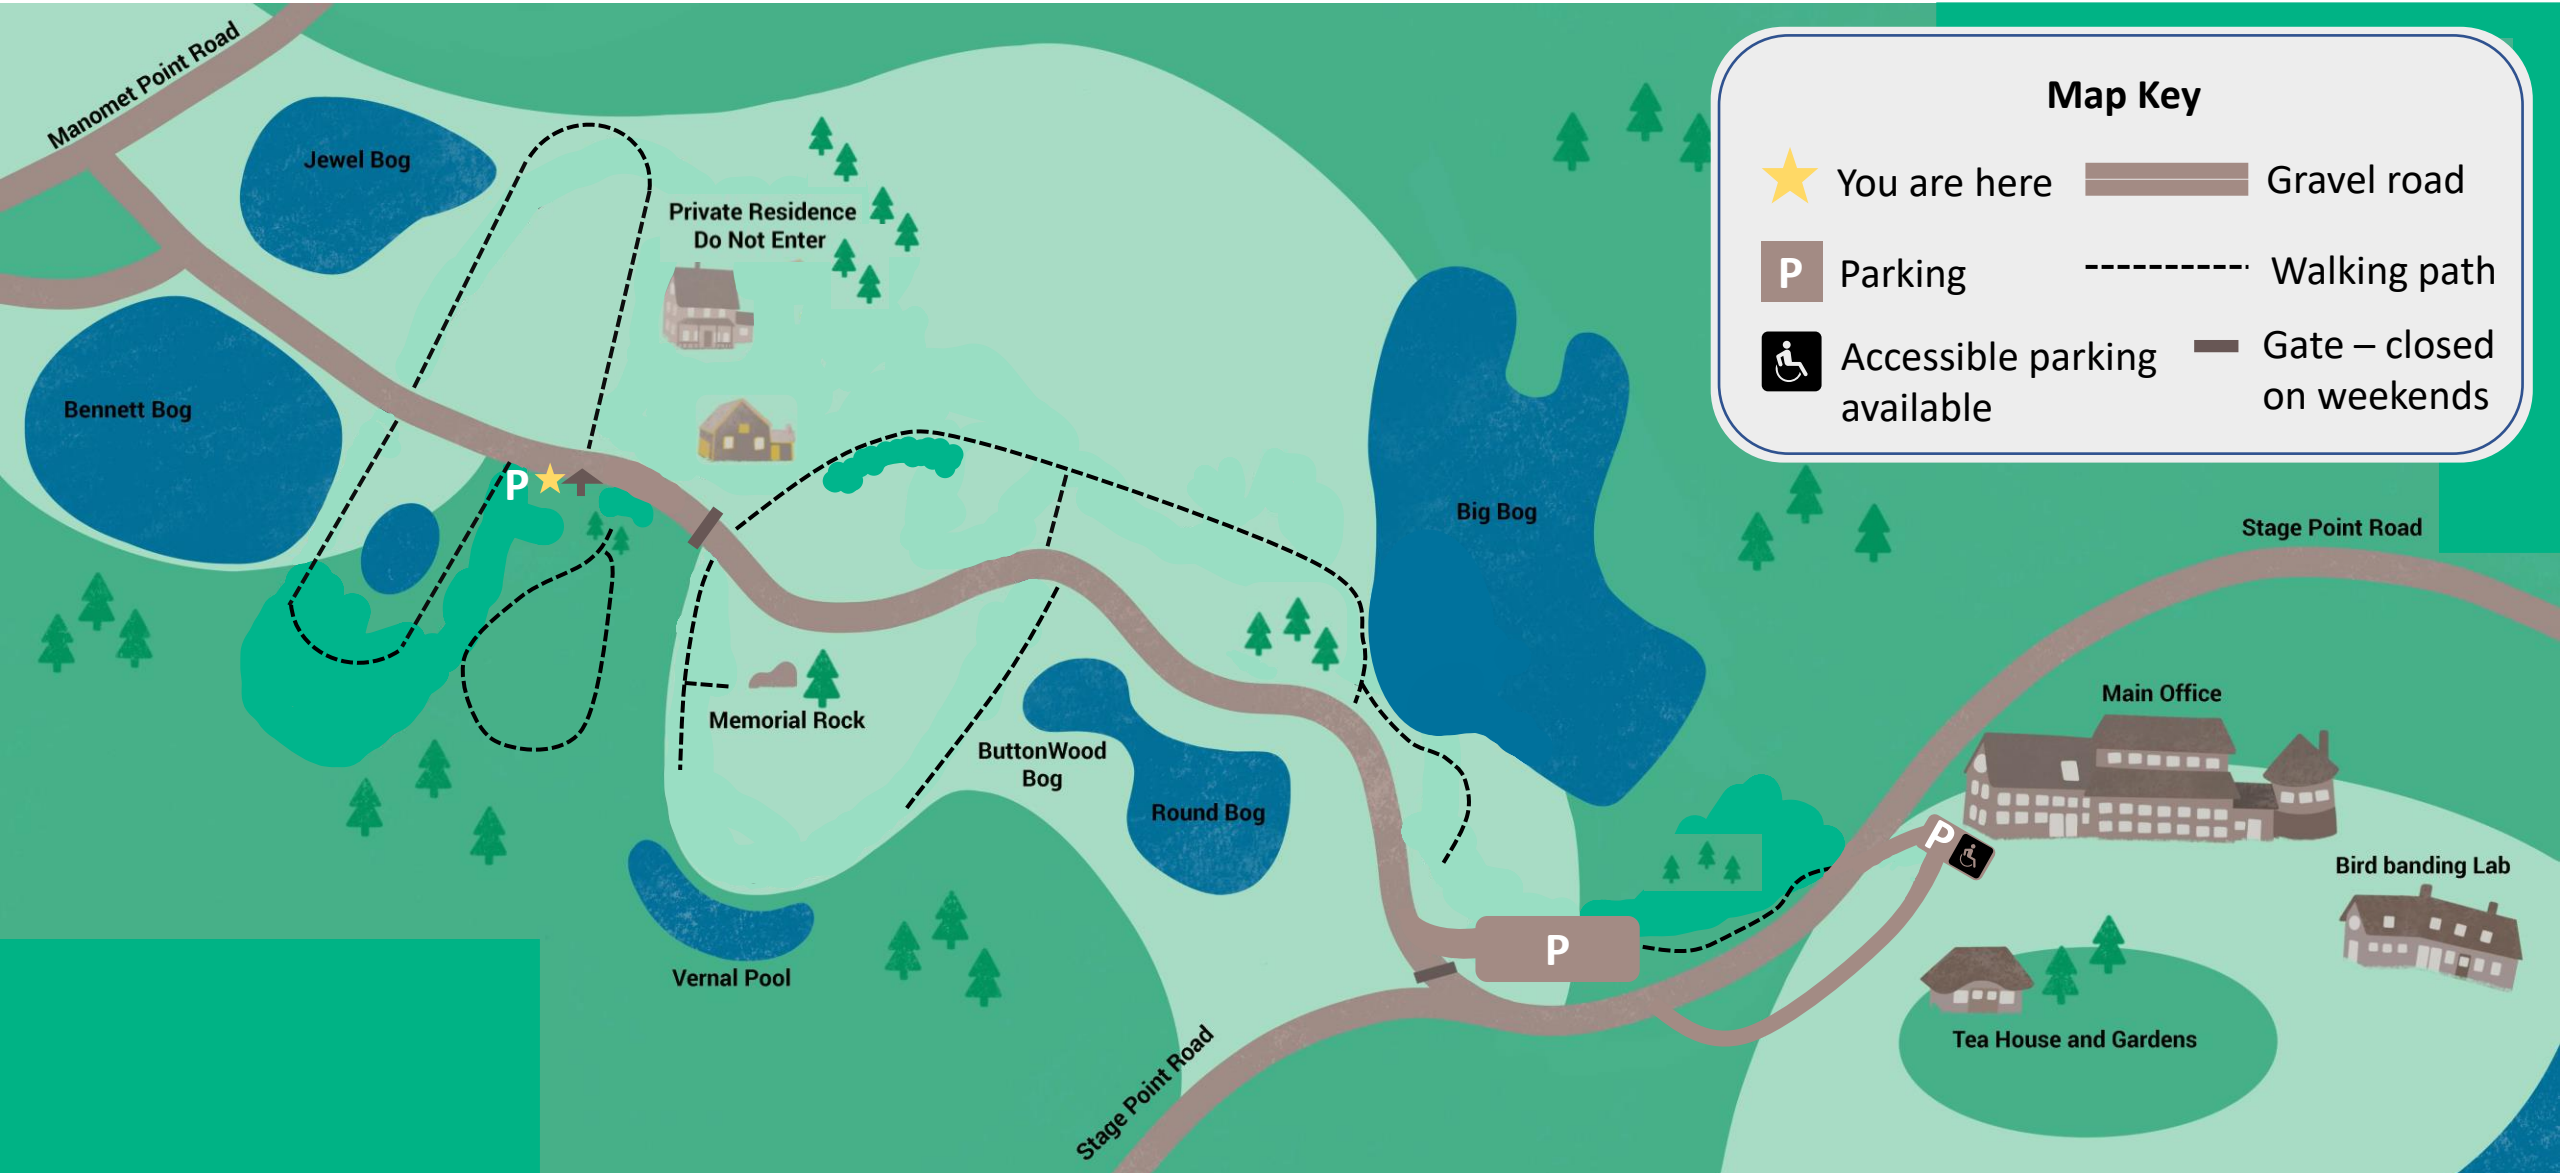 Manomet Point Road
Jewel Bog
Private Residence
Do Not Enter
Bennett Bog
P
Memorial Rock
ButtonWood
Bog
Round Bog
Vernal Pool
Big Bog
Stage Point Road
P
Stage Point Road
Main Office
P
Bird banding Lab
Tea House and Gardens
Map Key
You are here
Gravel road
P
Parking
Walking path
Accessible parking
available
Gate – closed
on weekends